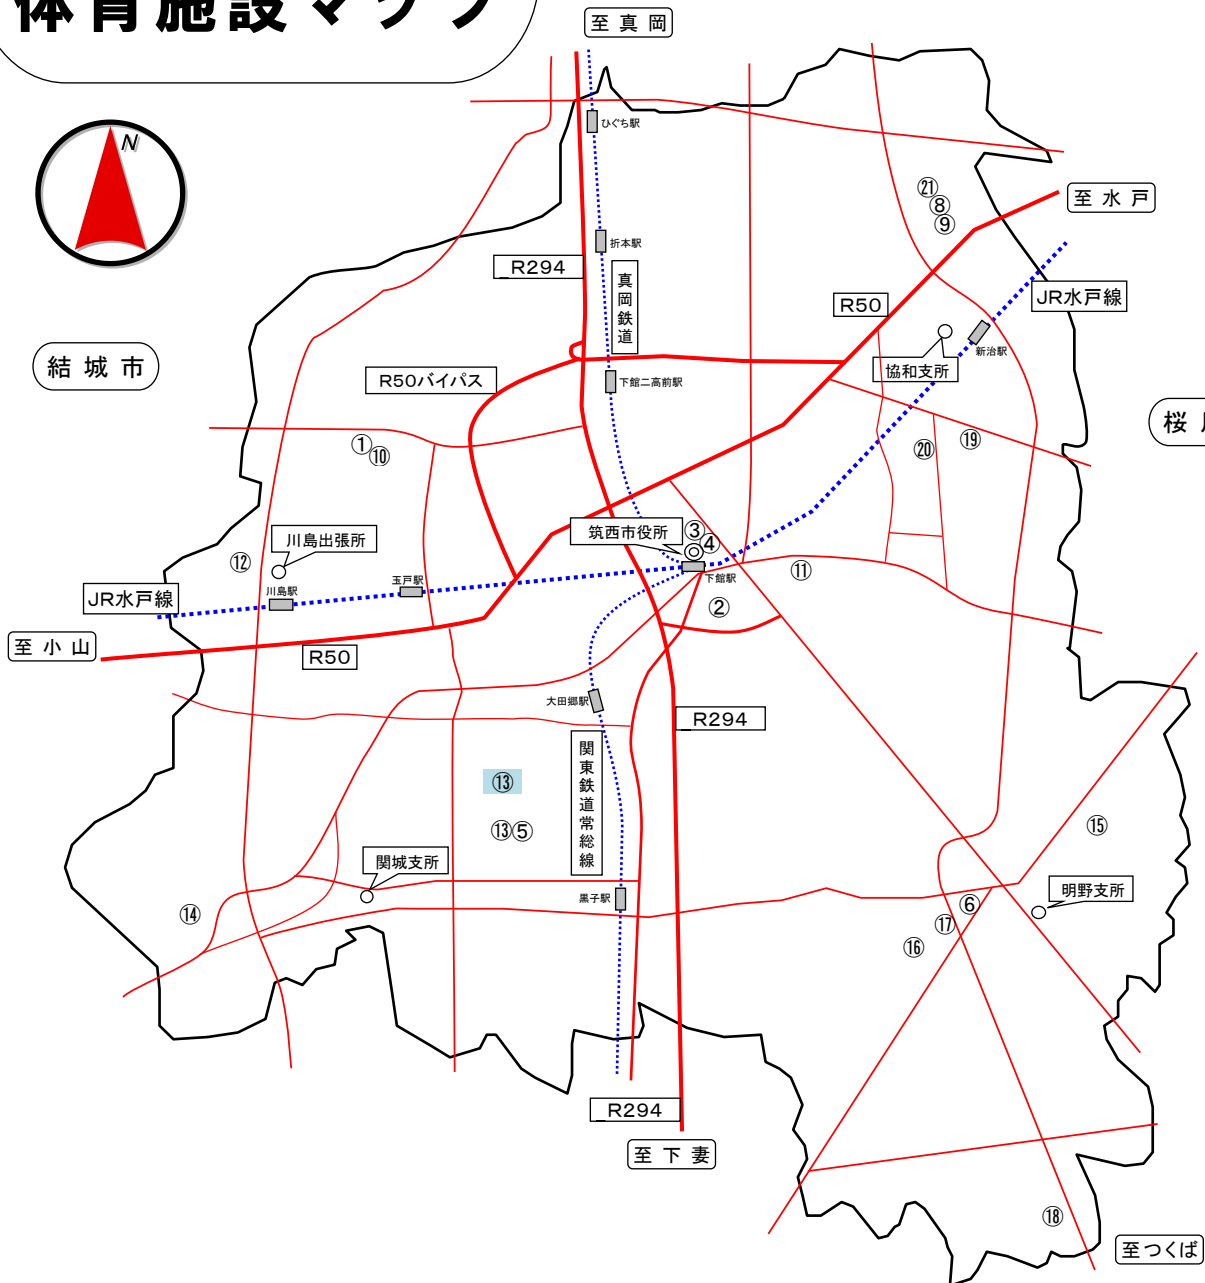 体育施設マップ
至真岡
N
ひぐち駅
㉑
⑧
⑨
至水戸
折本駅
R294
真岡鉄道
R50
JR水戸線
新治駅
協和支所
結城市
R50バイパス
下館二高前駅
桜
①
⑩
⑳
⑲
筑西市役所
③
④
川島出張所
⑫
玉戸駅
川島駅
下館駅
⑪
JR水戸線
②
至小山
R50
大田郷駅
R294
関東鉄道常総線
⑬
⑬⑤
⑮
関城支所
黒子駅
明野支所
⑭
⑥
⑰
⑯
R294
至下妻
⑱
至つくば